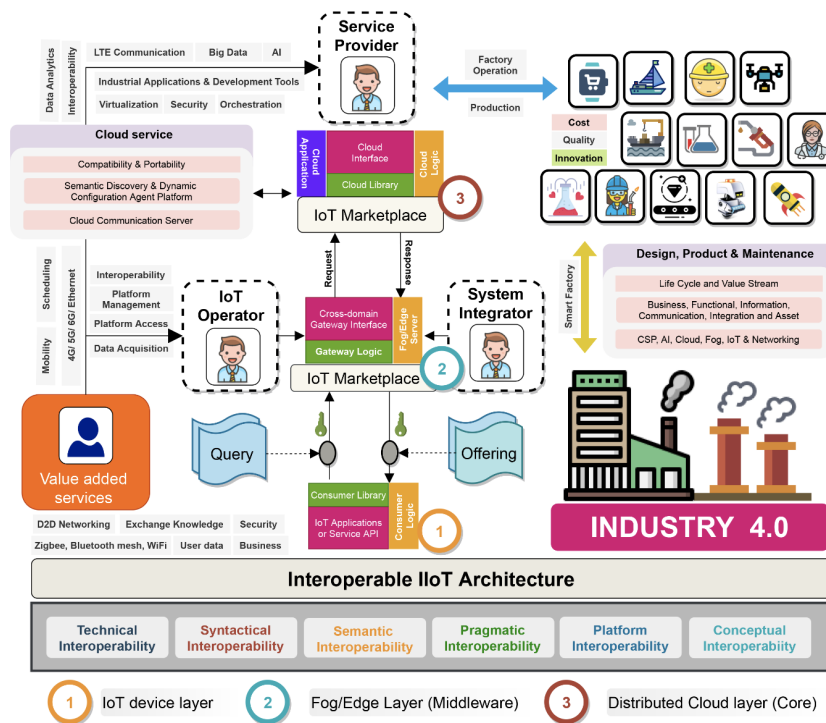 Service
Provider
Data Analytics
Interoperability
LTE Communication
Big Data
AI
Industrial Applications & Development Tools
Virtualization
Security
Orchestration
Factory
Operation
Production
Cost
Quality
Innovation
Cloud service
Compatibility & Portability
Semantic Discovery & Dynamic
Configuration Agent Platform
Cloud Communication Server
Cloud
Application
Cloud
Interface
Cloud Library
Cloud
Logic
IoT Marketplace
3
Request
Response
Scheduling
Mobility
4G/ 5G/ 6G/ Ethernet
Interoperability
Platform
Management
Platform Access
Data Acquisition
IoT
Operator
Cross-domain
Gateway Interface
Gateway Logic
Fog/Edge
Server
IoT Marketplace
2
System
Integrator
Smart Factory
Design, Product & Maintenance
Life Cycle and Value Stream
Business, Functional, Information,
Communication, Integration and Asset
CSP, AI, Cloud, Fog, IoT & Networking
Value added
services
Query
Offering
Consumer Library
IoT Applications
or Service API
Consumer
Logic
1
D2D Networking
Exchange Knowledge
Security
Zigbee, Bluetooth mesh, WiFi
User data
Business
INDUSTRY 4.0
Interoperable IIoT Architecture
Technical
Interoperability
Syntactical
Interoperability
Semantic
Interoperability
Pragmatic
Interoperability
Platform
Interoperability
Conceptual
Interoperabiity
1
IoT device layer
2
Fog/Edge Layer (Middleware)
3
Distributed Cloud layer (Core)